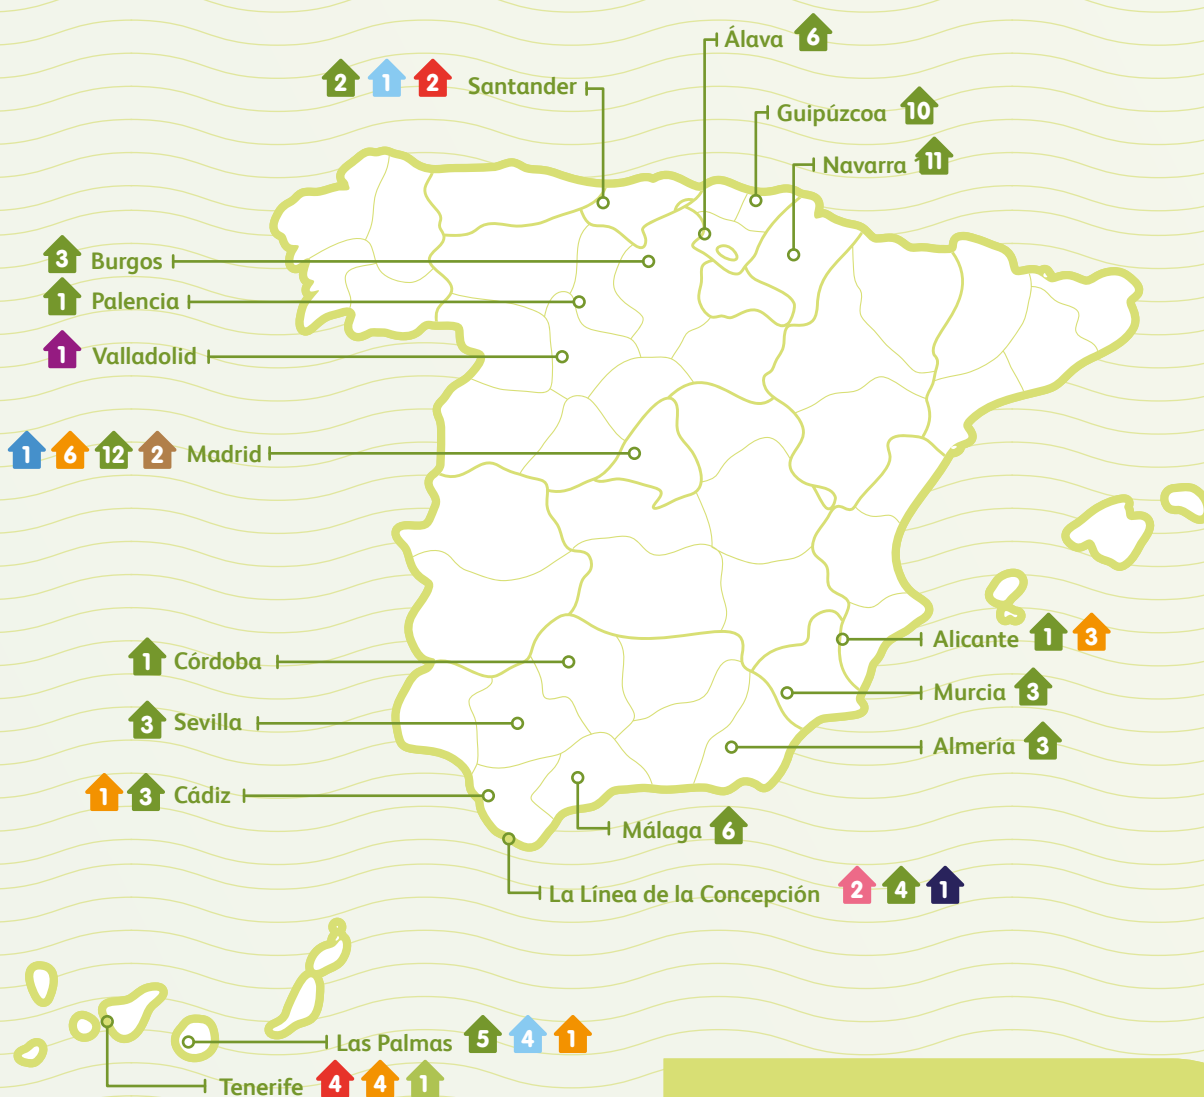 Álava 6
2 1 2 Santander
Guipúzcoa 10
Navarra 11
3 Burgos
1 Palencia
1 Valladolid
1 6 12 2 Madrid
Alicante 1 3
1 Córdoba
Murcia 3
3 Sevilla
Almería 3
1 3 Cádiz
Málaga 6
La Línea de la Concepción 2 4 1
Las Palmas 5 4 1
Tenerife 4 4 1